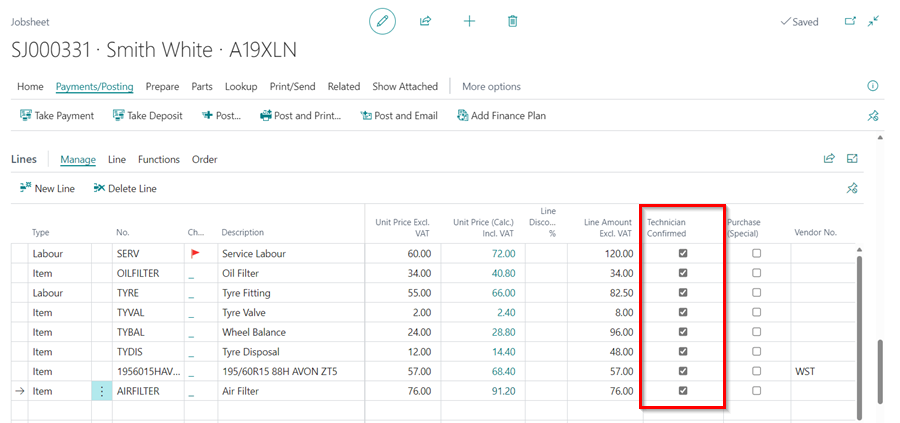 Jobsheet
Saved
SJ000331 · Smith White · A19XLN
Home Payments/Posting Prepare Parts Lookup Print/Send Related Show Attached More options
Take Payment Take Deposit Post... Post and Print... Post and Email Add Finance Plan
Lines Manage Line Functions Order
New Line Delete Line
Type No. Ch... Description Unit Price Excl. VAT Unit Price (Calc.) Incl. VAT Line Disco... % Line Amount Excl. VAT Technician Confirmed Purchase (Special) Vendor No.
Labour SERV Service Labour 60.00 72.00 120.00
Item OILFILTER _ Oil Filter 34.00 40.80 34.00
Labour TYRE _ Tyre Fitting 55.00 66.00 82.50
Item TYVAL _ Tyre Valve 2.00 2.40 8.00
Item TYBAL _ Wheel Balance 24.00 28.80 96.00
Item TYDIS _ Tyre Disposal 12.00 14.40 48.00
Item 1956015HAV... _ 195/60R15 88H AVON ZT5 57.00 68.40 57.00 WST
Item AIRFILTER _ Air Filter 76.00 91.20 76.00